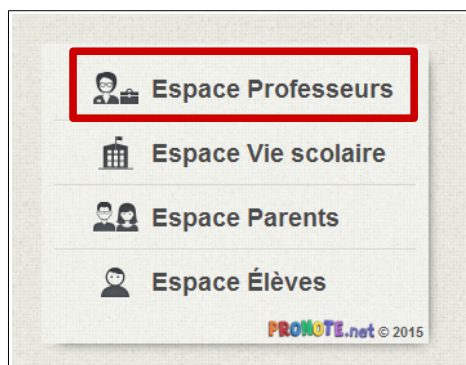 Espace Professeurs
Espace Vie scolaire
Espace Parents
Espace Élèves
PRONOTE.net © 2015